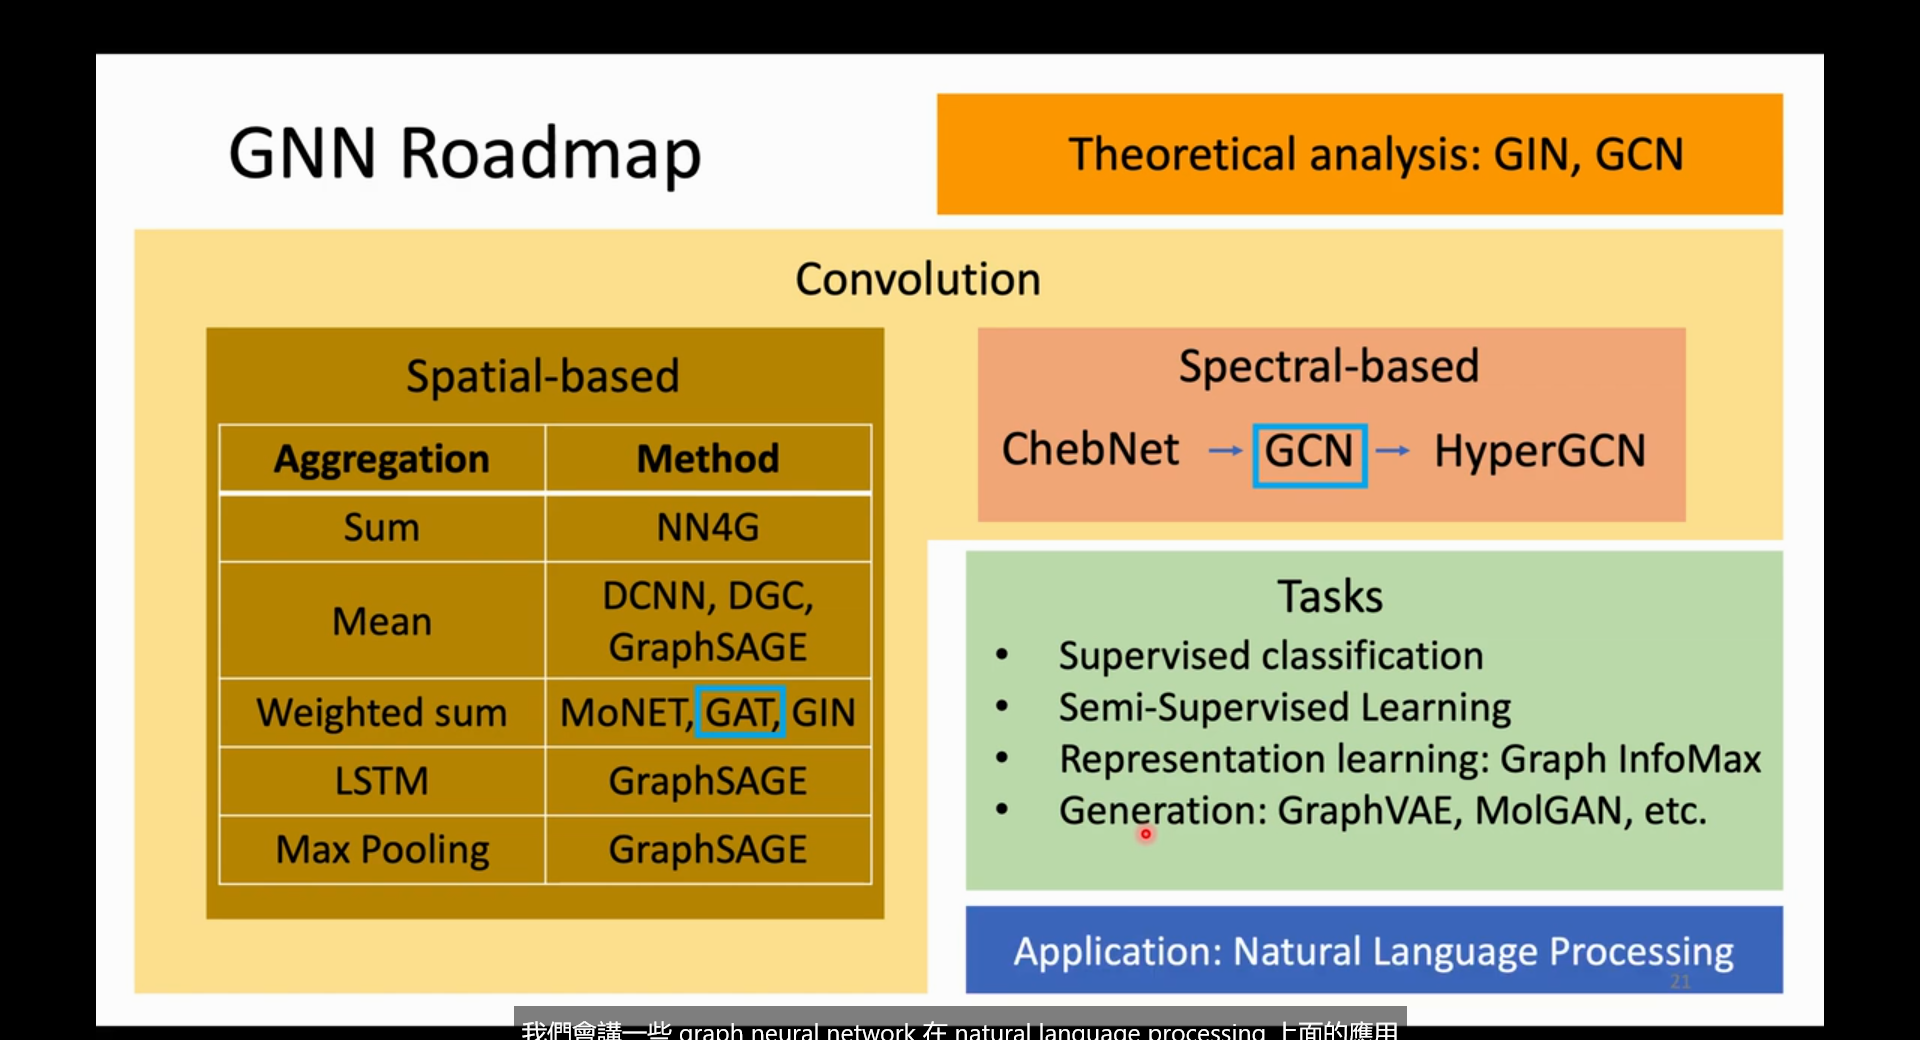 GNN Roadmap
Theoretical analysis: GIN, GCN
Convolution
Spatial-based
Aggregation Method
Sum NN4G
Mean DCNN, DGC,
GraphSAGE
Weighted sum MoNET, GAT, GIN
LSTM GraphSAGE
Max Pooling GraphSAGE
Spectral-based
ChebNet → GCN → HyperGCN
Tasks
• Supervised classification
• Semi-Supervised Learning
• Representation learning: Graph InfoMax
• Generation: GraphVAE, MolGAN, etc.
Application: Natural Language Processing
21
我們會講一些 graph neural network 在 natural language processing 上面的應用